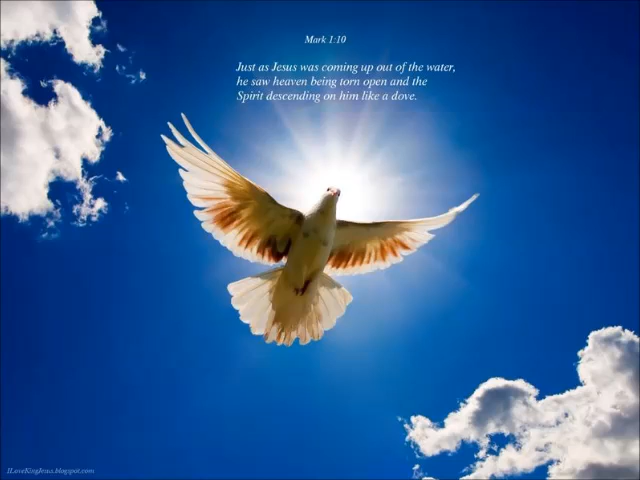 Mark 1:10
Just as Jesus was coming up out of the water,
he saw heaven being torn open and the
Spirit descending on him like a dove.
ILoveKingJesus.blogspot.com